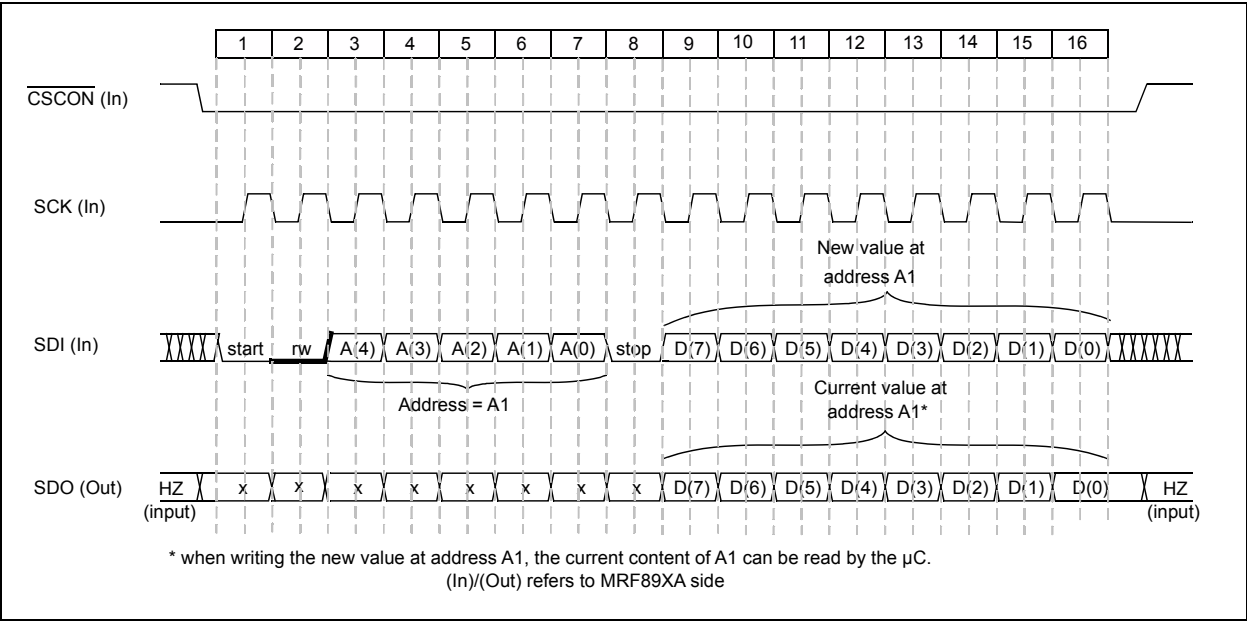 1 2 3 4 5 6 7 8 9 10 11 12 13 14 15 16
CSCON (In)
SCK (In)
New value at
address A1
SDI (In) start rw A(4) A(3) A(2) A(1) A(0) stop D(7) D(6) D(5) D(4) D(3) D(2) D(1) D(0)
Address = A1
Current value at
address A1*
SDO (Out) HZ x x x x x x x x D(7) D(6) D(5) D(4) D(3) D(2) D(1) D(0) HZ
(input) (input)
* when writing the new value at address A1, the current content of A1 can be read by the µC.
(In)/(Out) refers to MRF89XA side